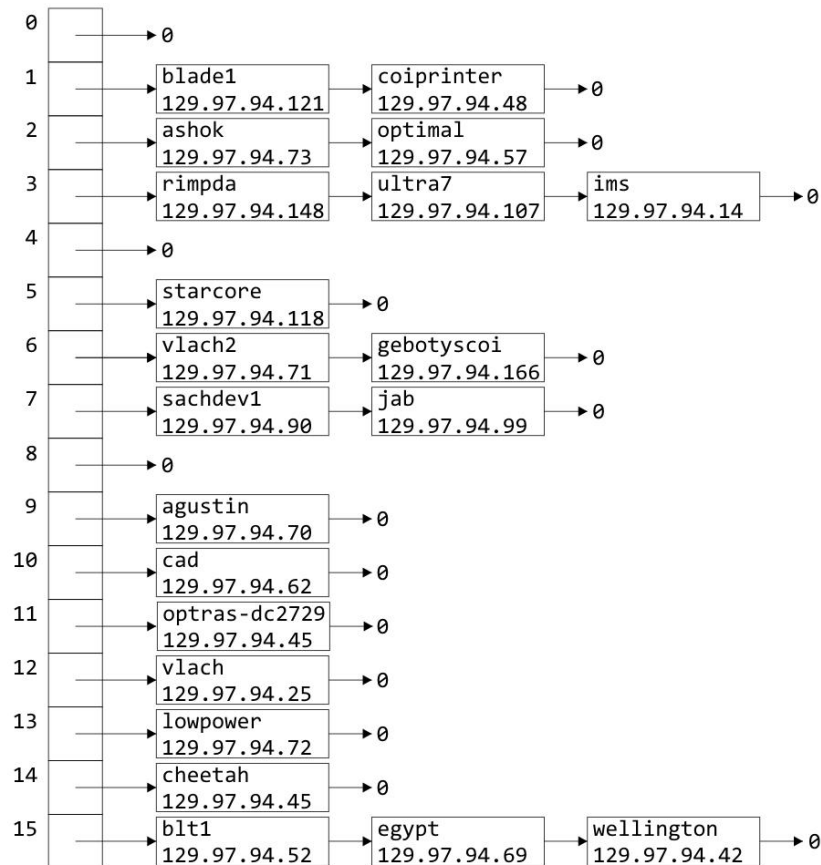 0 0
1 blade1 coiprinter 0
129.97.94.121 129.97.94.48
2 ashok optimal 0
129.97.94.73 129.97.94.57
3 rimpda ultra7 ims 0
129.97.94.148 129.97.94.107 129.97.94.14
4 0
5 starcore 0
129.97.94.118
6 vlach2 gebotyscoi 0
129.97.94.71 129.97.94.166
7 sachdev1 jab 0
129.97.94.90 129.97.94.99
8 0
9 agustin 0
129.97.94.70
10 cad 0
129.97.94.62
11 optras-dc2729 0
129.97.94.45
12 vlach 0
129.97.94.25
13 lowpower 0
129.97.94.72
14 cheetah 0
129.97.94.45
15 blt1 egypt wellington 0
129.97.94.52 129.97.94.69 129.97.94.42